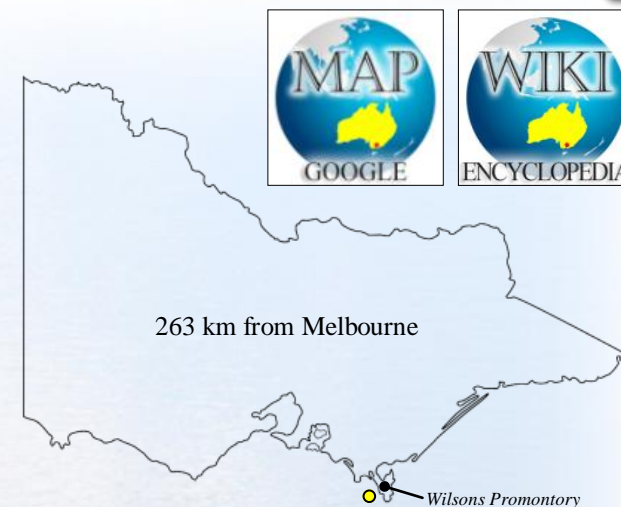 MAP
GOOGLE
WIKI
ENCYCLOPEDIA
263 km from Melbourne
Wilsons Promontory